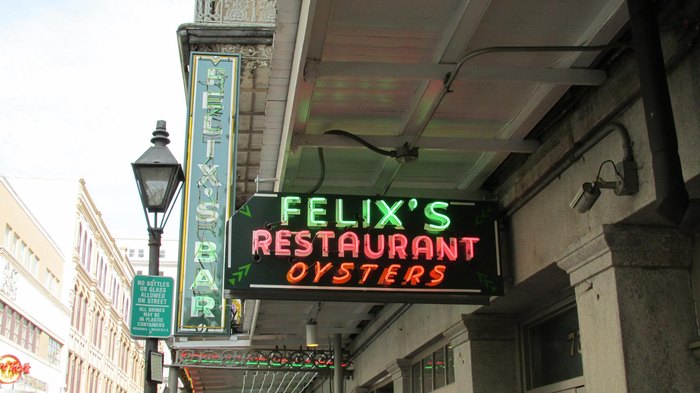 FELIX'S BAR
FELIX'S
RESTAURANT
OYSTERS
NO BOTTLES
OR GLASS
ALLOWED
ON STREET
ALL DRINKS
MAY BE
IN PLASTIC
CONTAINERS